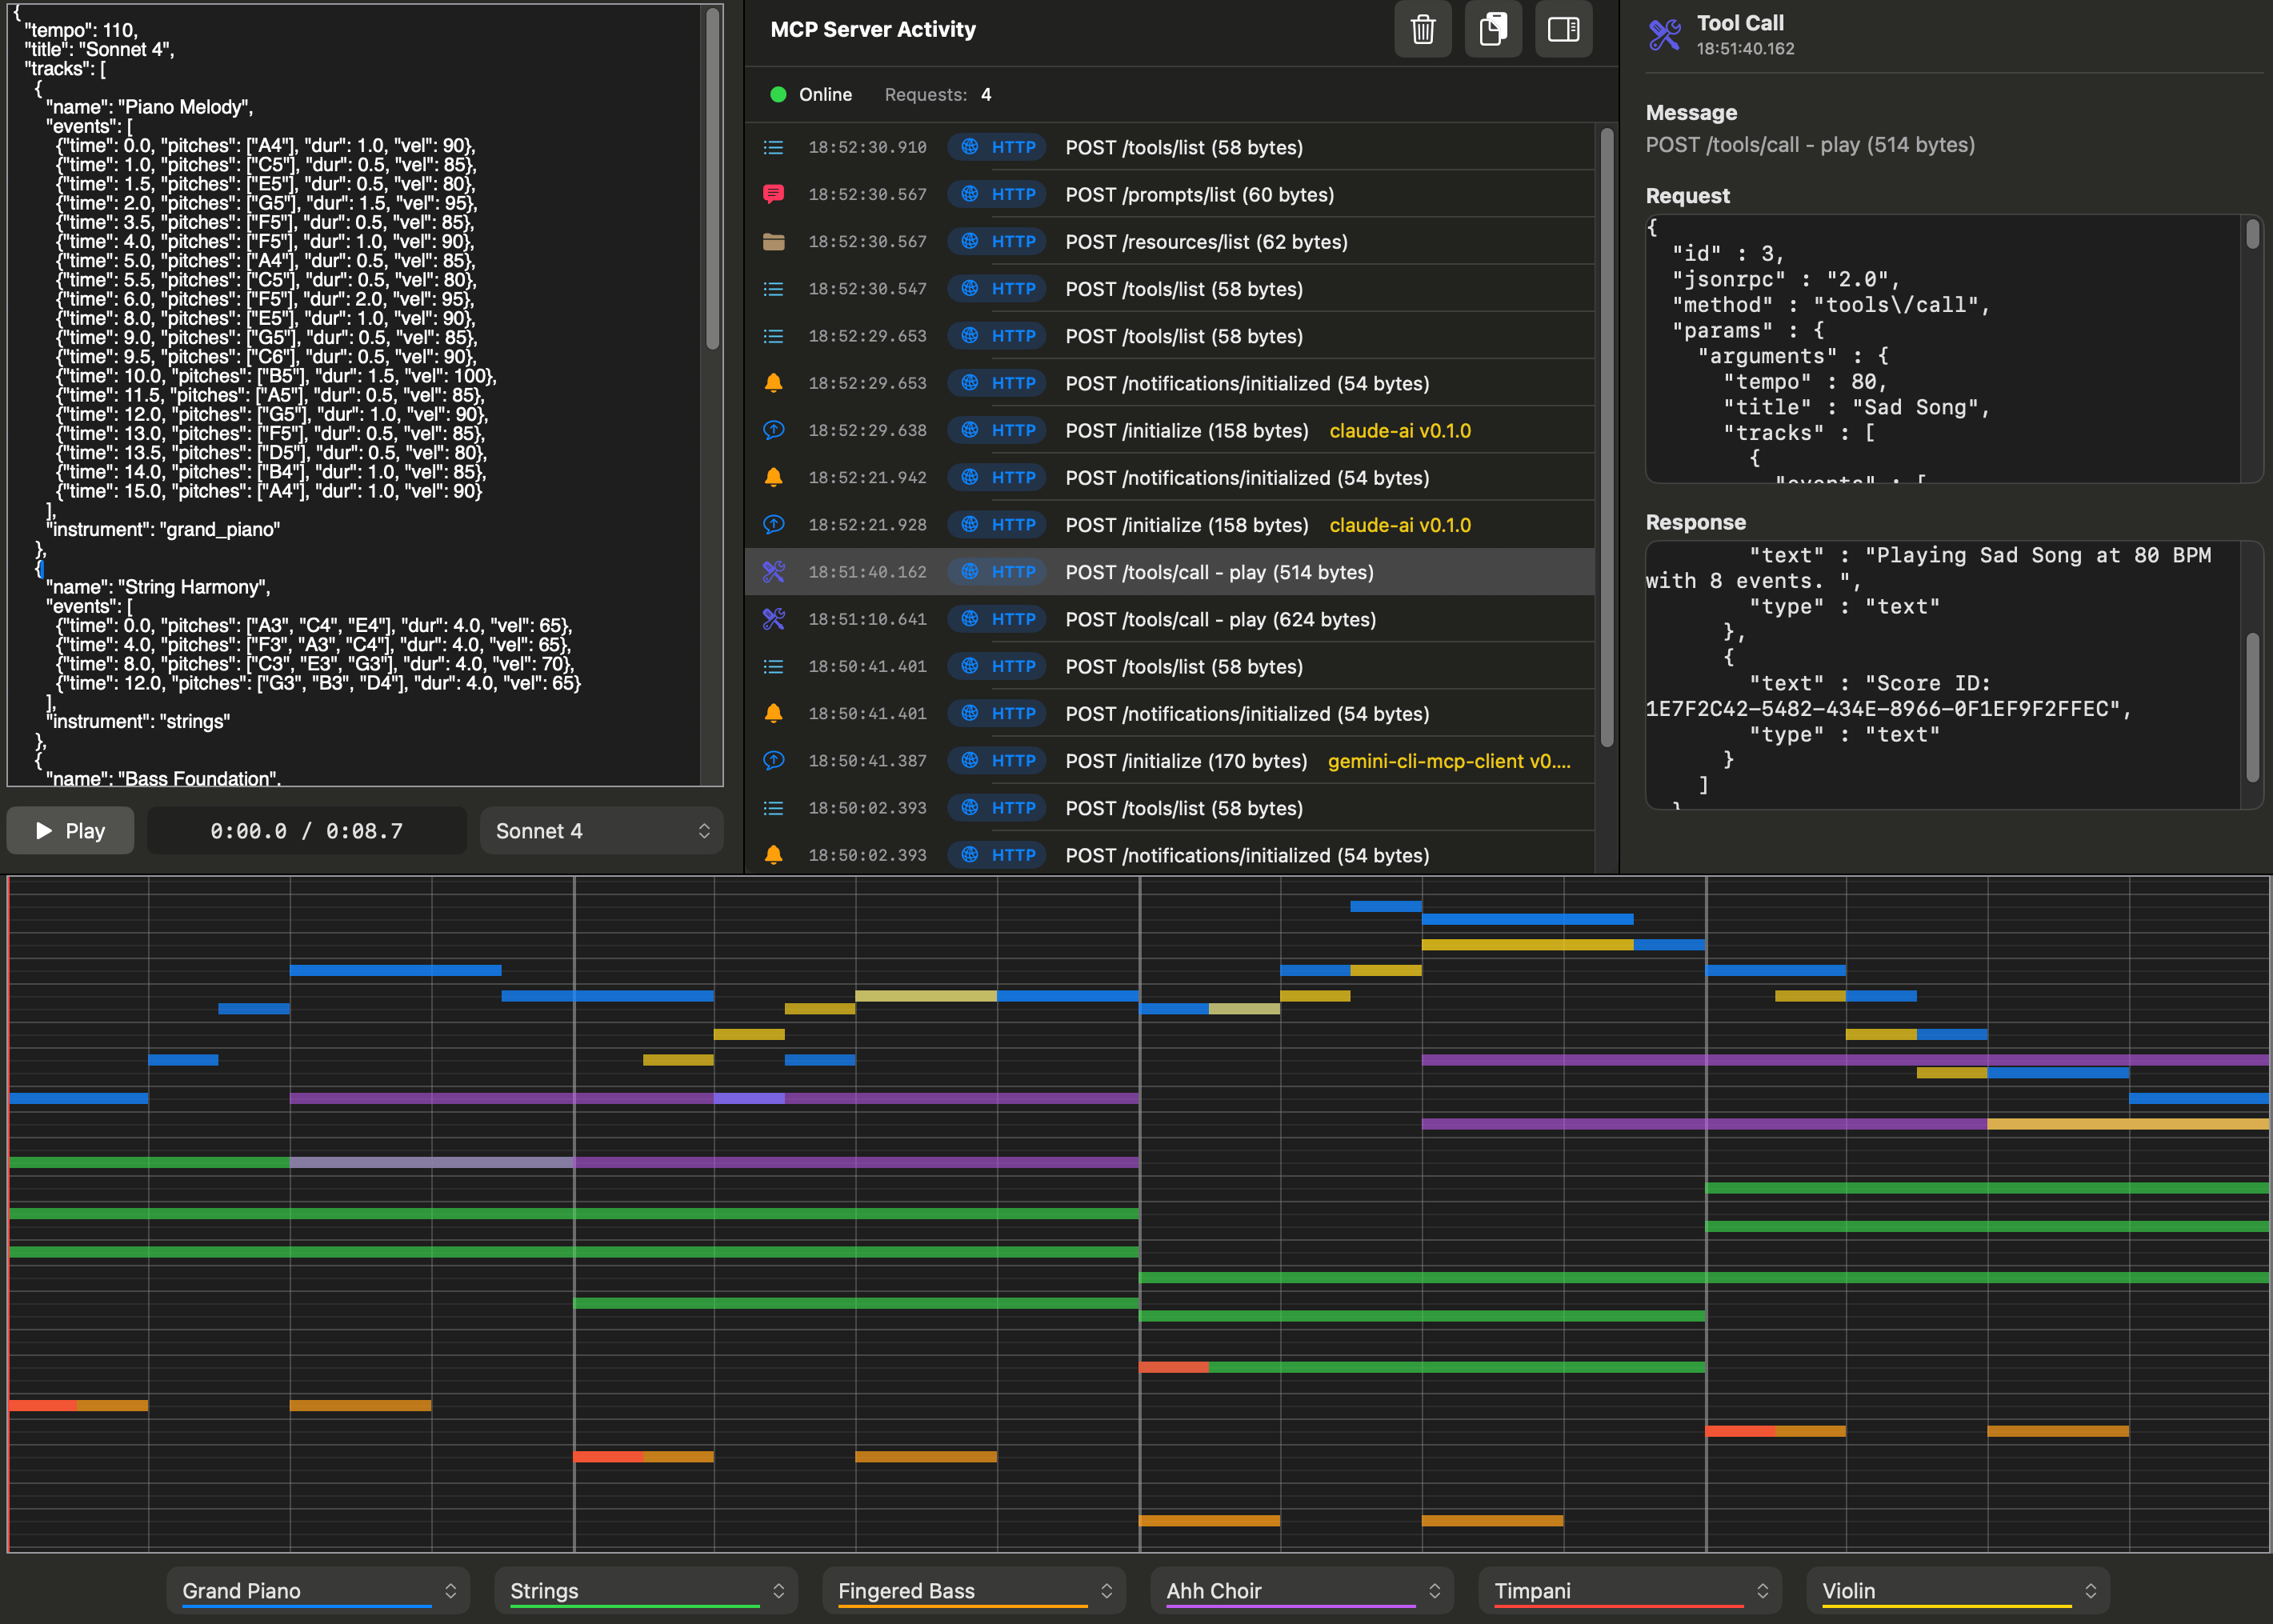 {
"tempo": 110,
"title": "Sonnet 4",
"tracks": [
{
"name": "Piano Melody",
"events": [
{"time": 0.0, "pitches": ["A4"], "dur": 1.0, "vel": 90},
{"time": 1.0, "pitches": ["C5"], "dur": 0.5, "vel": 85},
{"time": 1.5, "pitches": ["E5"], "dur": 0.5, "vel": 80},
{"time": 2.0, "pitches": ["G5"], "dur": 1.5, "vel": 95},
{"time": 3.5, "pitches": ["F5"], "dur": 0.5, "vel": 85},
{"time": 4.0, "pitches": ["F5"], "dur": 1.0, "vel": 90},
{"time": 5.0, "pitches": ["A4"], "dur": 0.5, "vel": 85},
{"time": 5.5, "pitches": ["C5"], "dur": 0.5, "vel": 80},
{"time": 6.0, "pitches": ["F5"], "dur": 2.0, "vel": 95},
{"time": 8.0, "pitches": ["E5"], "dur": 1.0, "vel": 90},
{"time": 9.0, "pitches": ["G5"], "dur": 0.5, "vel": 85},
{"time": 9.5, "pitches": ["C6"], "dur": 0.5, "vel": 90},
{"time": 10.0, "pitches": ["B5"], "dur": 1.5, "vel": 100},
{"time": 11.5, "pitches": ["A5"], "dur": 0.5, "vel": 85},
{"time": 12.0, "pitches": ["G5"], "dur": 1.0, "vel": 90},
{"time": 13.0, "pitches": ["F5"], "dur": 0.5, "vel": 85},
{"time": 13.5, "pitches": ["D5"], "dur": 0.5, "vel": 80},
{"time": 14.0, "pitches": ["B4"], "dur": 1.0, "vel": 85},
{"time": 15.0, "pitches": ["A4"], "dur": 1.0, "vel": 90}
],
"instrument": "grand_piano"
},
{
"name": "String Harmony",
"events": [
{"time": 0.0, "pitches": ["A3", "C4", "E4"], "dur": 4.0, "vel": 65},
{"time": 4.0, "pitches": ["F3", "A3", "C4"], "dur": 4.0, "vel": 65},
{"time": 8.0, "pitches": ["C3", "E3", "G3"], "dur": 4.0, "vel": 70},
{"time": 12.0, "pitches": ["G3", "B3", "D4"], "dur": 4.0, "vel": 65}
],
"instrument": "strings"
},
{
"name": "Bass Foundation",
Play
0:00.0 / 0:08.7
Sonnet 4
MCP Server Activity
Online Requests: 4
18:52:30.910 HTTP POST /tools/list (58 bytes)
18:52:30.567 HTTP POST /prompts/list (60 bytes)
18:52:30.567 HTTP POST /resources/list (62 bytes)
18:52:30.547 HTTP POST /tools/list (58 bytes)
18:52:29.653 HTTP POST /tools/list (58 bytes)
18:52:29.653 HTTP POST /notifications/initialized (54 bytes)
18:52:29.638 HTTP POST /initialize (158 bytes) claude-ai v0.1.0
18:52:21.942 HTTP POST /notifications/initialized (54 bytes)
18:52:21.928 HTTP POST /initialize (158 bytes) claude-ai v0.1.0
18:51:40.162 HTTP POST /tools/call - play (514 bytes)
18:51:10.641 HTTP POST /tools/call - play (624 bytes)
18:50:41.401 HTTP POST /tools/list (58 bytes)
18:50:41.401 HTTP POST /notifications/initialized (54 bytes)
18:50:41.387 HTTP POST /initialize (170 bytes) gemini-cli-mcp-client v0....
18:50:02.393 HTTP POST /tools/list (58 bytes)
18:50:02.393 HTTP POST /notifications/initialized (54 bytes)
Tool Call
18:51:40.162
Message
POST /tools/call - play (514 bytes)
Request
{
"id" : 3,
"jsonrpc" : "2.0",
"method" : "tools\/call",
"params" : {
"arguments" : {
"tempo" : 80,
"title" : "Sad Song",
"tracks" : [
{
"events" : [
Response
"text" : "Playing Sad Song at 80 BPM
with 8 events. ",
"type" : "text"
},
{
"text" : "Score ID:
1E7F2C42-5482-434E-8966-0F1EF9F2FFEC",
"type" : "text"
}
]
}
Grand Piano
Strings
Fingered Bass
Ahh Choir
Timpani
Violin